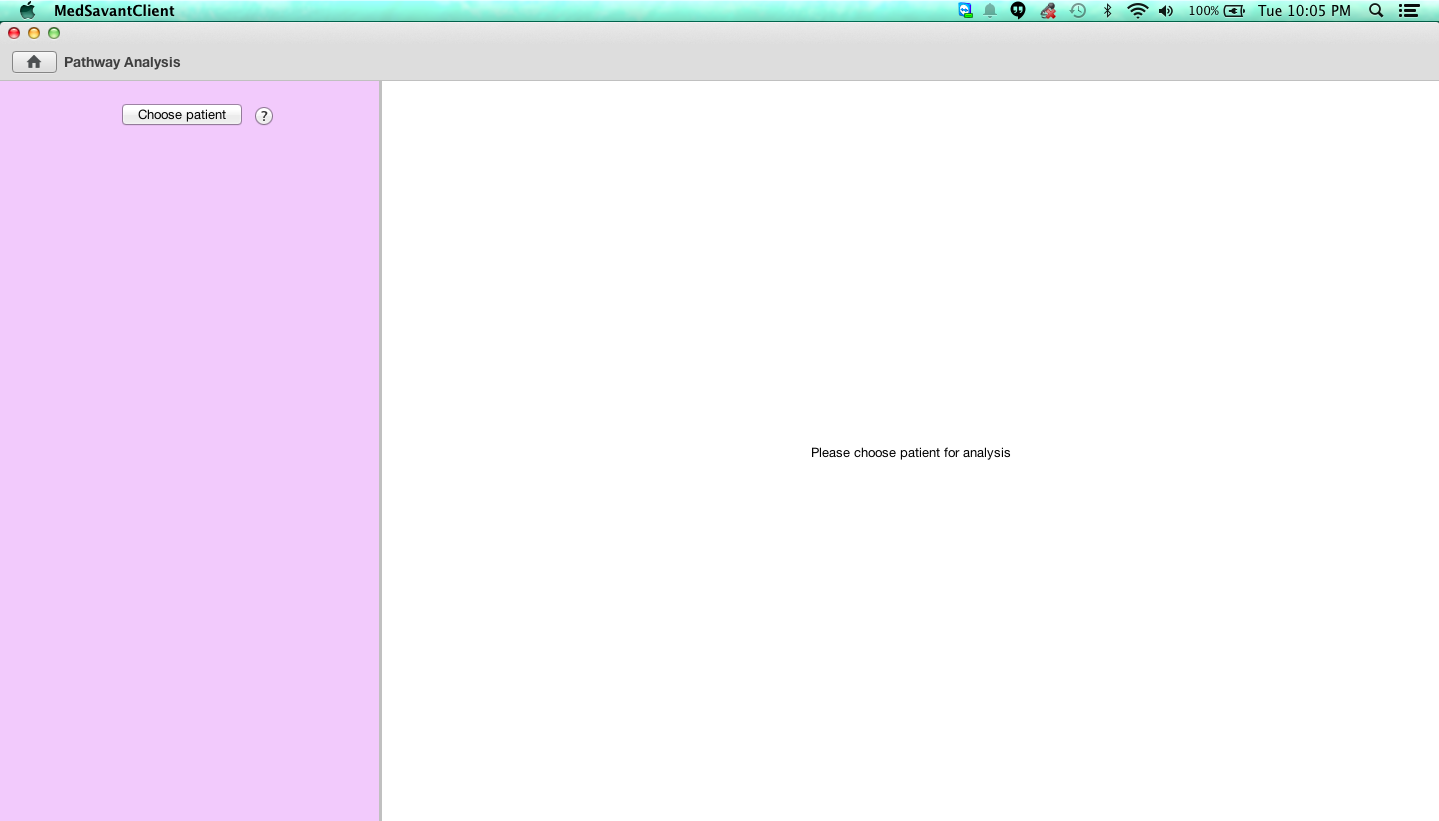 MedSavantClient 100% Tue 10:05 PM
Pathway Analysis
Choose patient ?
Please choose patient for analysis